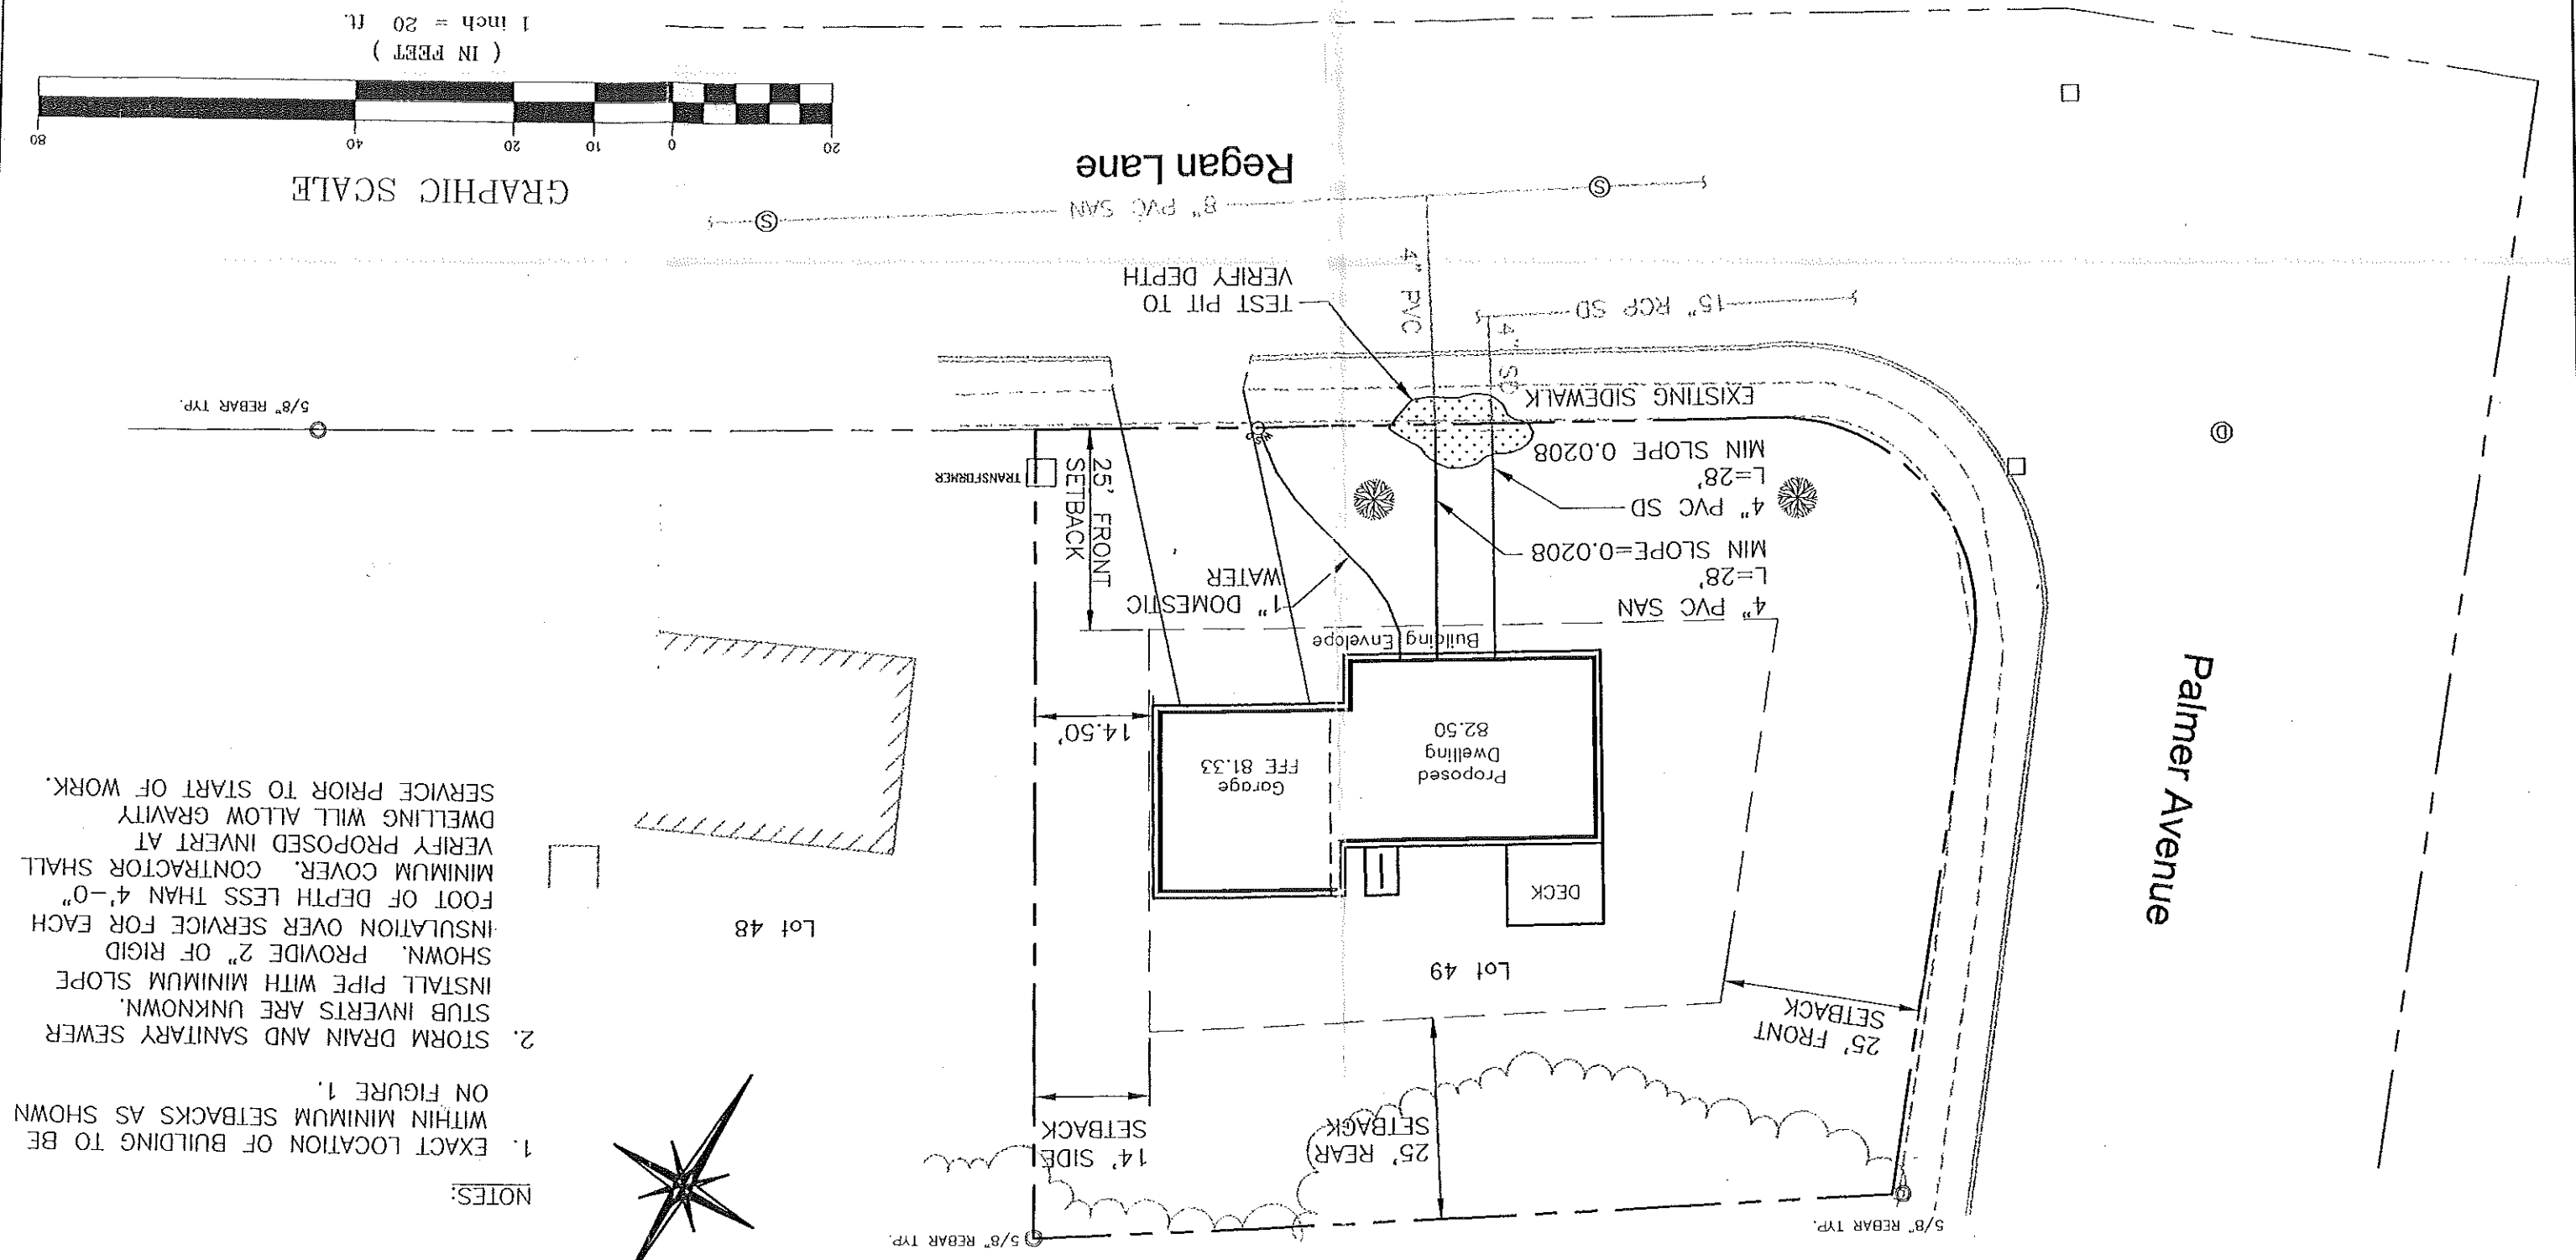 NOTES:
1. EXACT LOCATION OF BUILDING TO BE
WITHIN MINIMUM SETBACKS AS SHOWN
ON FIGURE 1.
2. STORM DRAIN AND SANITARY SEWER
STUB INVERTS ARE UNKNOWN.
INSTALL PIPE WITH MINIMUM SLOPE
SHOWN. PROVIDE 2" OF RIGID
INSULATION OVER SERVICE FOR EACH
FOOT OF DEPTH LESS THAN 4'-0"
MINIMUM COVER. CONTRACTOR SHALL
VERIFY PROPOSED INVERT AT
DWELLING WILL ALLOW GRAVITY
SERVICE PRIOR TO START OF WORK.
5/8" REBAR TYP.
5/8" REBAR TYP.
25' REAR
SETBACK
14' SIDE
SETBACK
25' FRONT
SETBACK
Lot 49
Lot 48
DECK
Palmer Avenue
Proposed
Dwelling
82.50
Garage
FFE 81.33
14.50'
Building Envelope
4" PVC SAN
L=28'
MIN SLOPE=0.0208
1" DOMESTIC
WATER
25' FRONT
SETBACK
4" PVC SD
L=28'
MIN SLOPE 0.0208
TRANSFORMER
WSO
D
5/8" REBAR TYP.
EXISTING SIDEWALK
4" SD
15" RCP SD
4" PVC
TEST PIT TO
VERIFY DEPTH
S
8" PVC SAN
S
Regan Lane
GRAPHIC SCALE
20 0 10 20 40 80
( IN FEET )
1 inch = 20 ft.